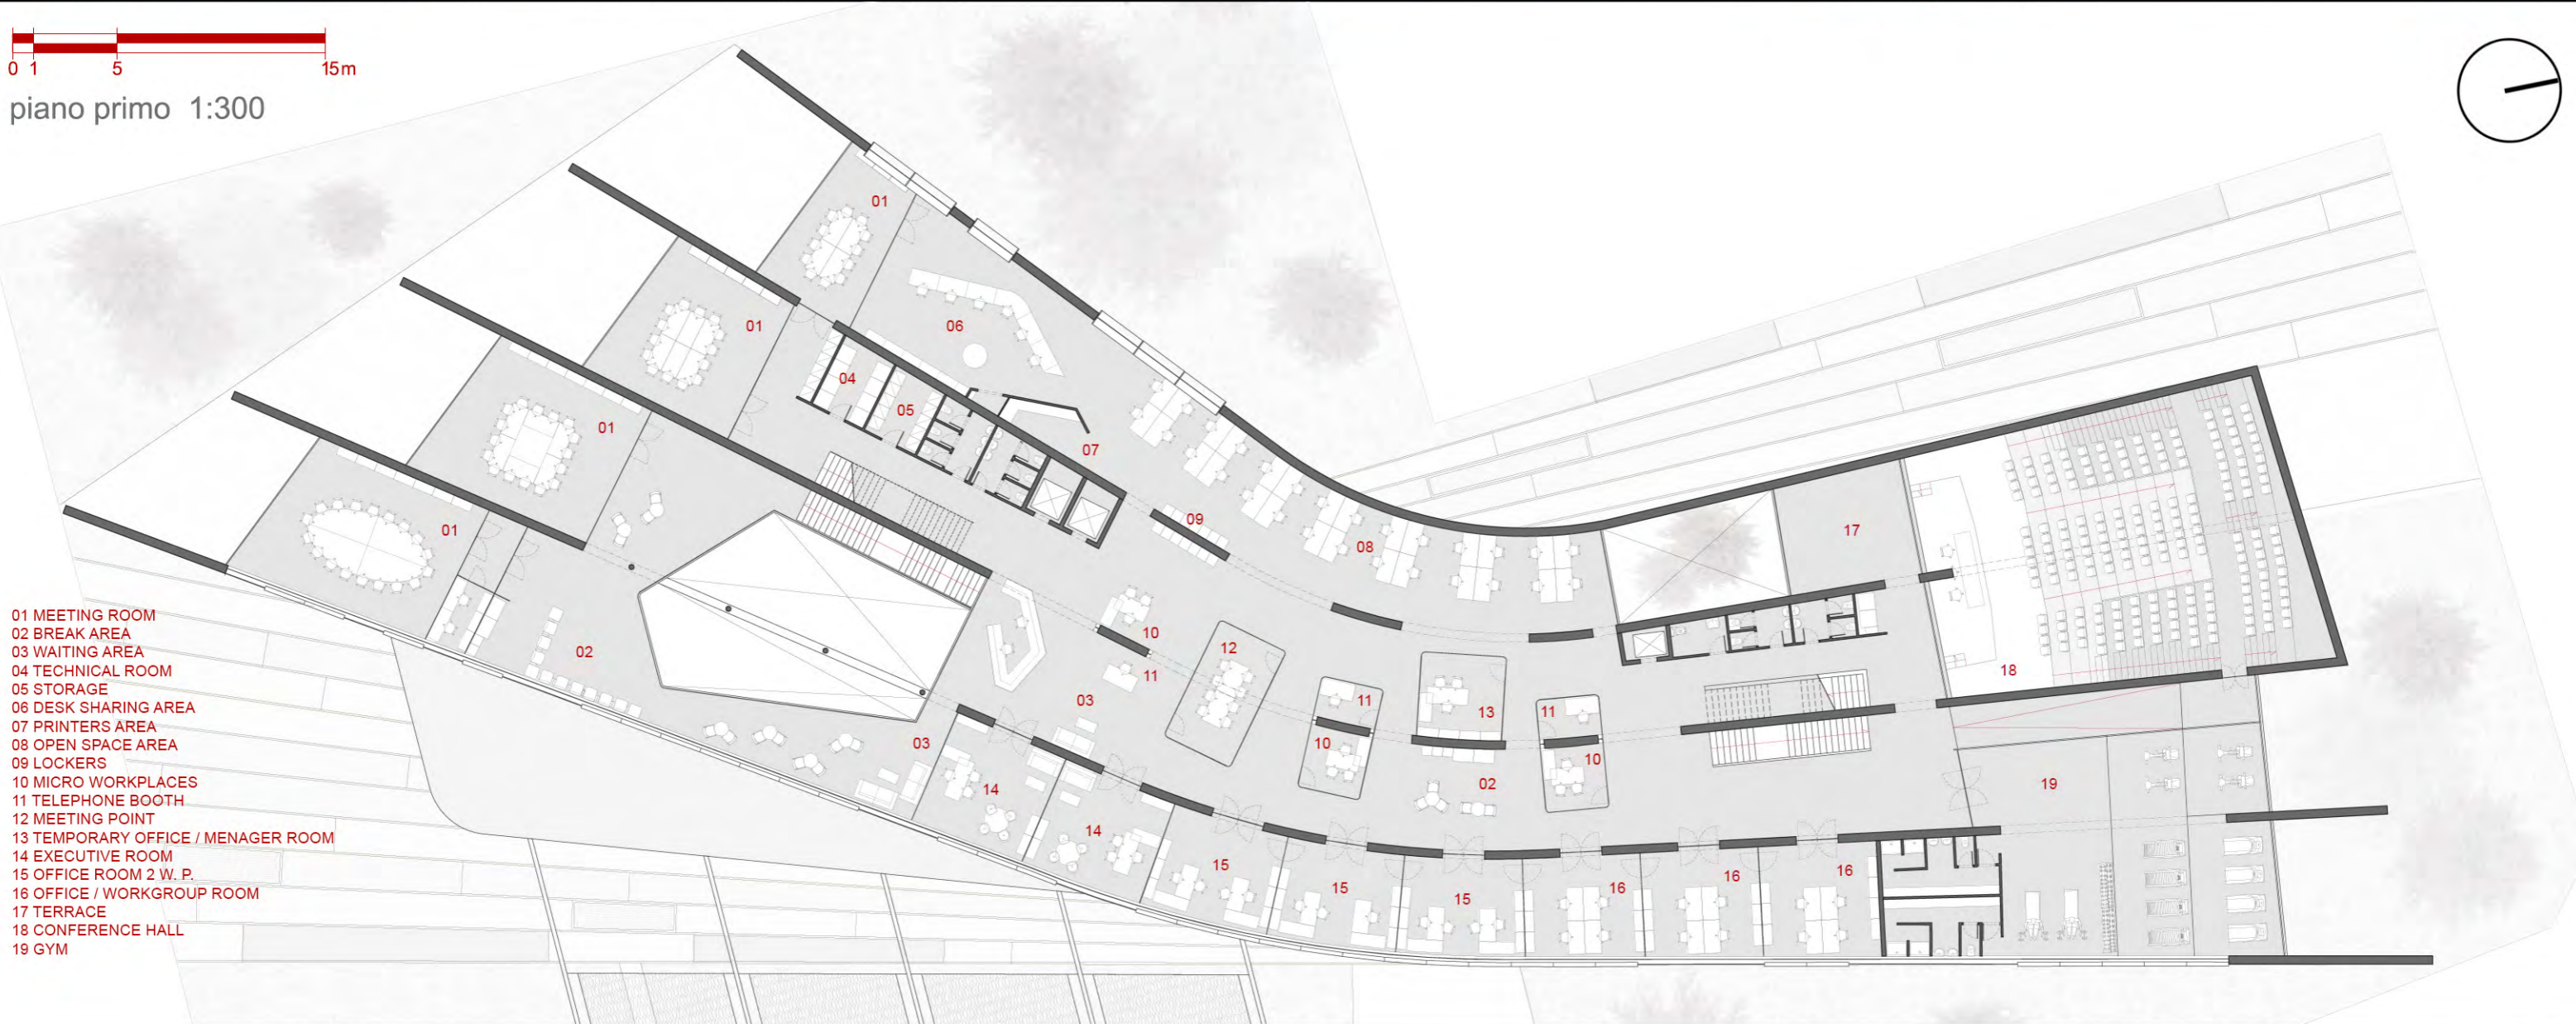 0 1 5 15m
piano primo 1:300
01
01
06
01
04
05
01
07
01
09
08
17
02
10
12
11
03
03
11
13
11
10
10
02
18
19
14
14
15
15
15
16
16
16
01 MEETING ROOM
02 BREAK AREA
03 WAITING AREA
04 TECHNICAL ROOM
05 STORAGE
06 DESK SHARING AREA
07 PRINTERS AREA
08 OPEN SPACE AREA
09 LOCKERS
10 MICRO WORKPLACES
11 TELEPHONE BOOTH
12 MEETING POINT
13 TEMPORARY OFFICE / MENAGER ROOM
14 EXECUTIVE ROOM
15 OFFICE ROOM 2 W. P.
16 OFFICE / WORKGROUP ROOM
17 TERRACE
18 CONFERENCE HALL
19 GYM